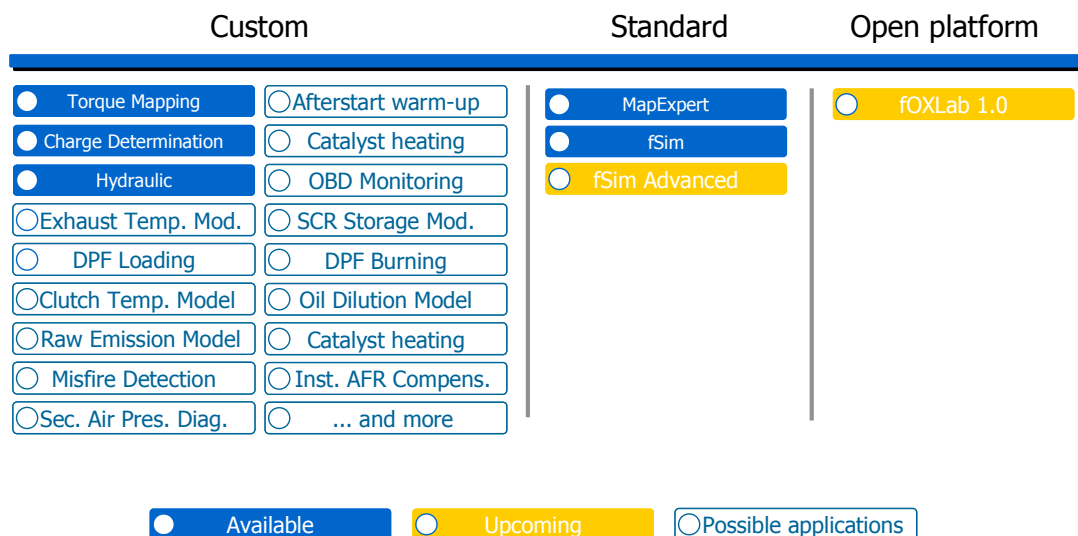 Custom
Standard
Open platform
Torque Mapping
Afterstart warm-up
MapExpert
fOXLab 1.0
Charge Determination
Catalyst heating
fSim
Hydraulic
OBD Monitoring
fSim Advanced
Exhaust Temp. Mod.
SCR Storage Mod.
DPF Loading
DPF Burning
Clutch Temp. Model
Oil Dilution Model
Raw Emission Model
Catalyst heating
Misfire Detection
Inst. AFR Compens.
Sec. Air Pres. Diag.
... and more
Available
Upcoming
Possible applications